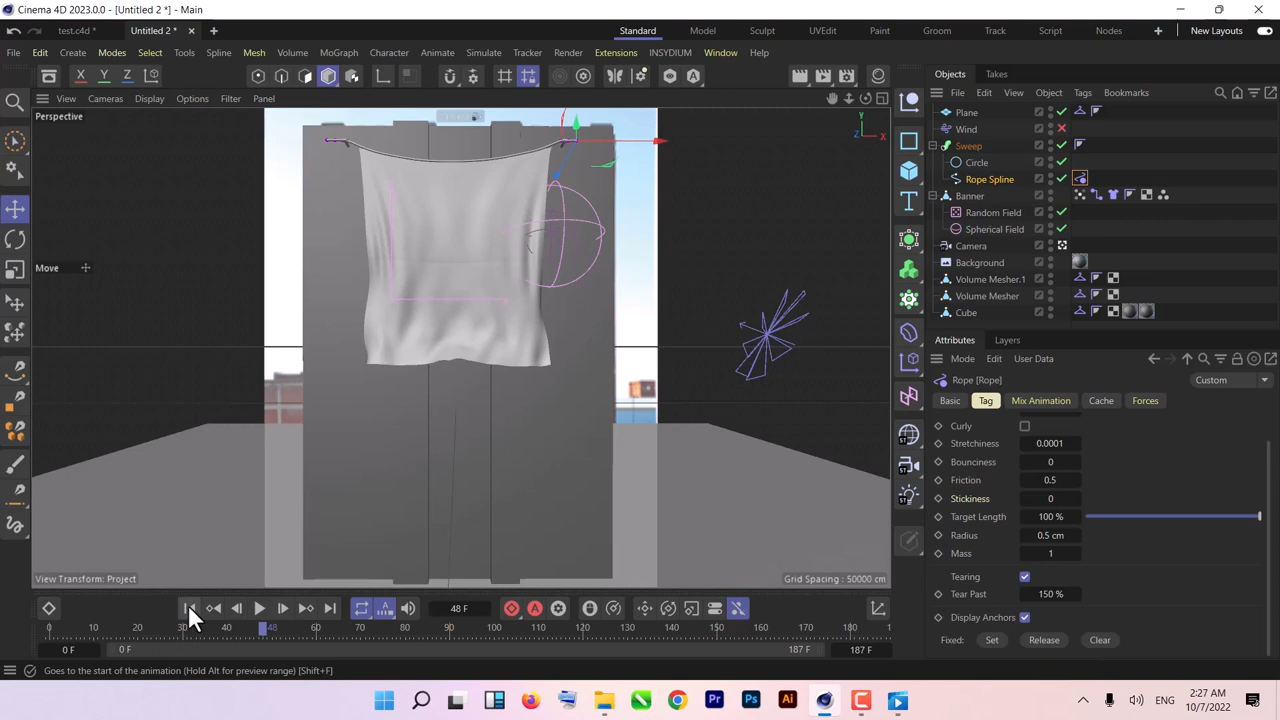 Cinema 4D 2023.0.0 - [Untitled 2 *] - Main
test.c4d *
Untitled 2 *
Standard
Model
Sculpt
UVEdit
Paint
Groom
Track
Script
Nodes
New Layouts
File Edit Create Modes Select Tools Spline Mesh Volume MoGraph Character Animate Simulate Tracker Render Extensions INSYDIUM Window Help
X Y Z
Objects Takes
View Cameras Display Options Filter Panel
File Edit View Object Tags Bookmarks
Perspective
Plane
Wind
Sweep
Circle
Rope Spline
Banner
Random Field
Spherical Field
Camera
Background
Volume Mesher.1
Volume Mesher
Cube
Y
Z X
Move
Attributes Layers
Mode Edit User Data
Rope [Rope]
Custom
Basic Tag Mix Animation Cache Forces
Curly
Stretchiness 0.0001
Bounciness 0
Friction 0.5
Stickiness 0
Target Length 100 %
Radius 0.5 cm
Mass 1
Tearing
Tear Past 150 %
Display Anchors
Fixed: Set Release Clear
View Transform: Project
Grid Spacing : 50000 cm
48 F
0 10 20 30 40 48 60 70 80 90 100 110 120 130 140 150 160 170 180
0 F
0 F
187 F
187 F
Goes to the start of the animation (Hold Alt for preview range) [Shift+F]
ST
ST
ST
Pr
Ps
Ai
2:27 AM
10/7/2022